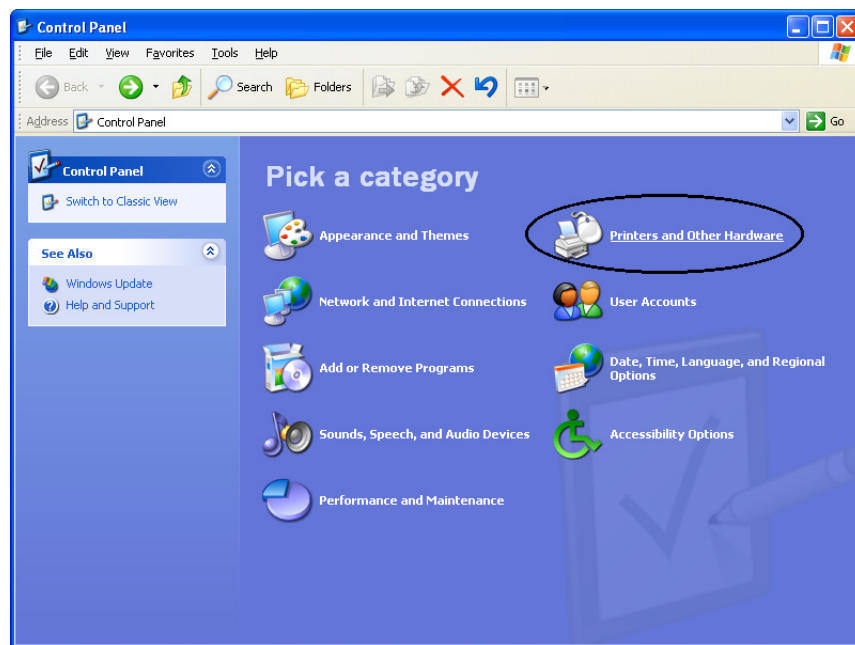 Control Panel
File Edit View Favorites Tools Help
Back Search Folders
Address Control Panel Go
Control Panel
Switch to Classic View
See Also
Windows Update
Help and Support
Pick a category
Appearance and Themes
Printers and Other Hardware
Network and Internet Connections
User Accounts
Add or Remove Programs
Date, Time, Language, and Regional
Options
Sounds, Speech, and Audio Devices
Accessibility Options
Performance and Maintenance